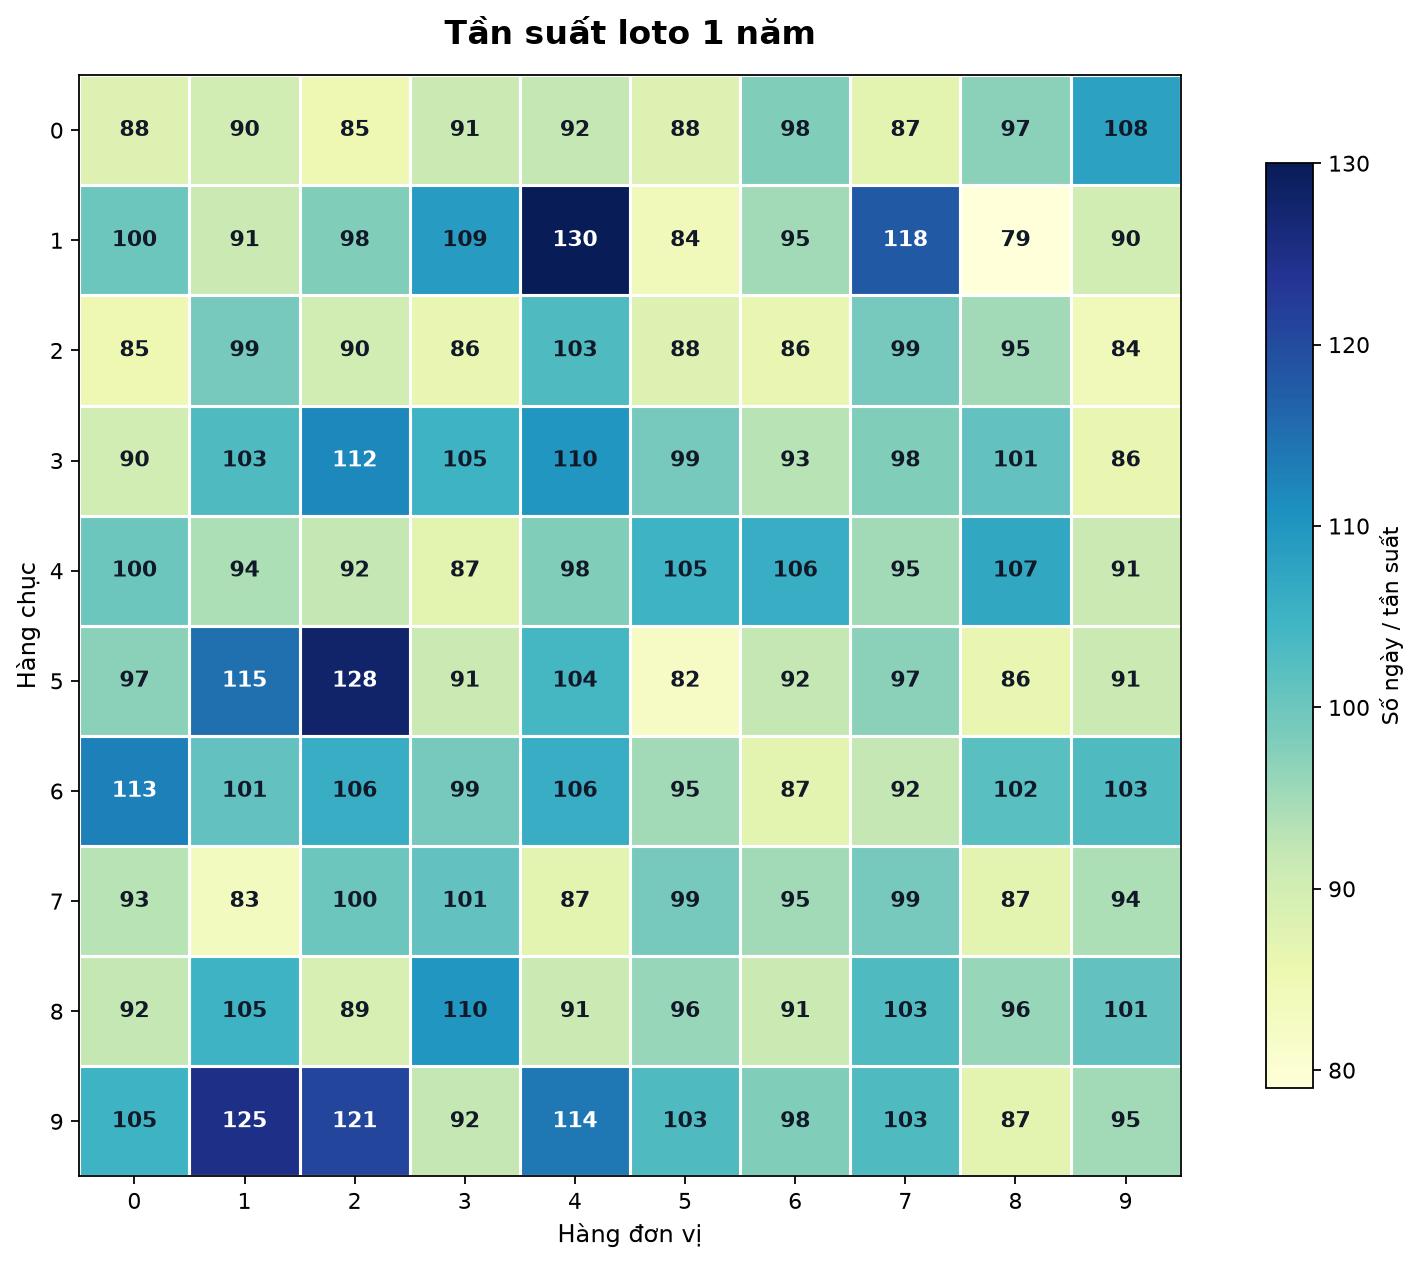 Tần suất loto 1 năm
0 88 90 85 91 92 88 98 87 97 108
1 100 91 98 109 130 84 95 118 79 90
2 85 99 90 86 103 88 86 99 95 84
3 90 103 112 105 110 99 93 98 101 86
4 100 94 92 87 98 105 106 95 107 91
5 97 115 128 91 104 82 92 97 86 91
6 113 101 106 99 106 95 87 92 102 103
7 93 83 100 101 87 99 95 99 87 94
8 92 105 89 110 91 96 91 103 96 101
9 105 125 121 92 114 103 98 103 87 95
0 1 2 3 4 5 6 7 8 9
Hàng đơn vị
Hàng chục
130
120
110
100
90
80
Số ngày / tần suất